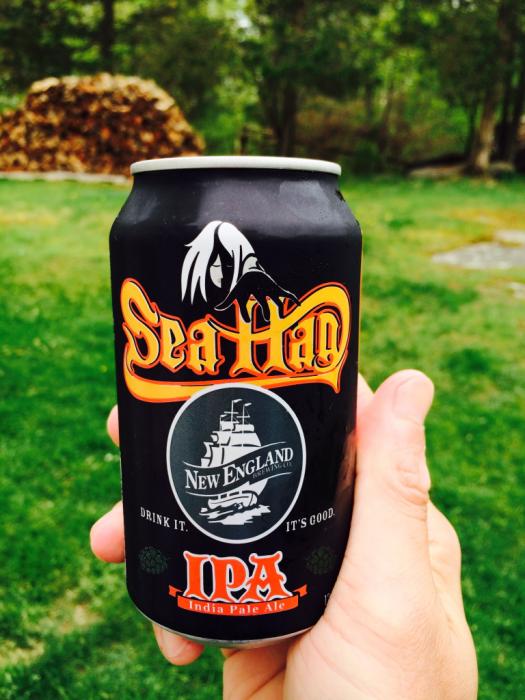 Sea Hag
NEW ENGLAND
BREWING CO.
DRINK IT. IT'S GOOD.
IPA
India Pale Ale